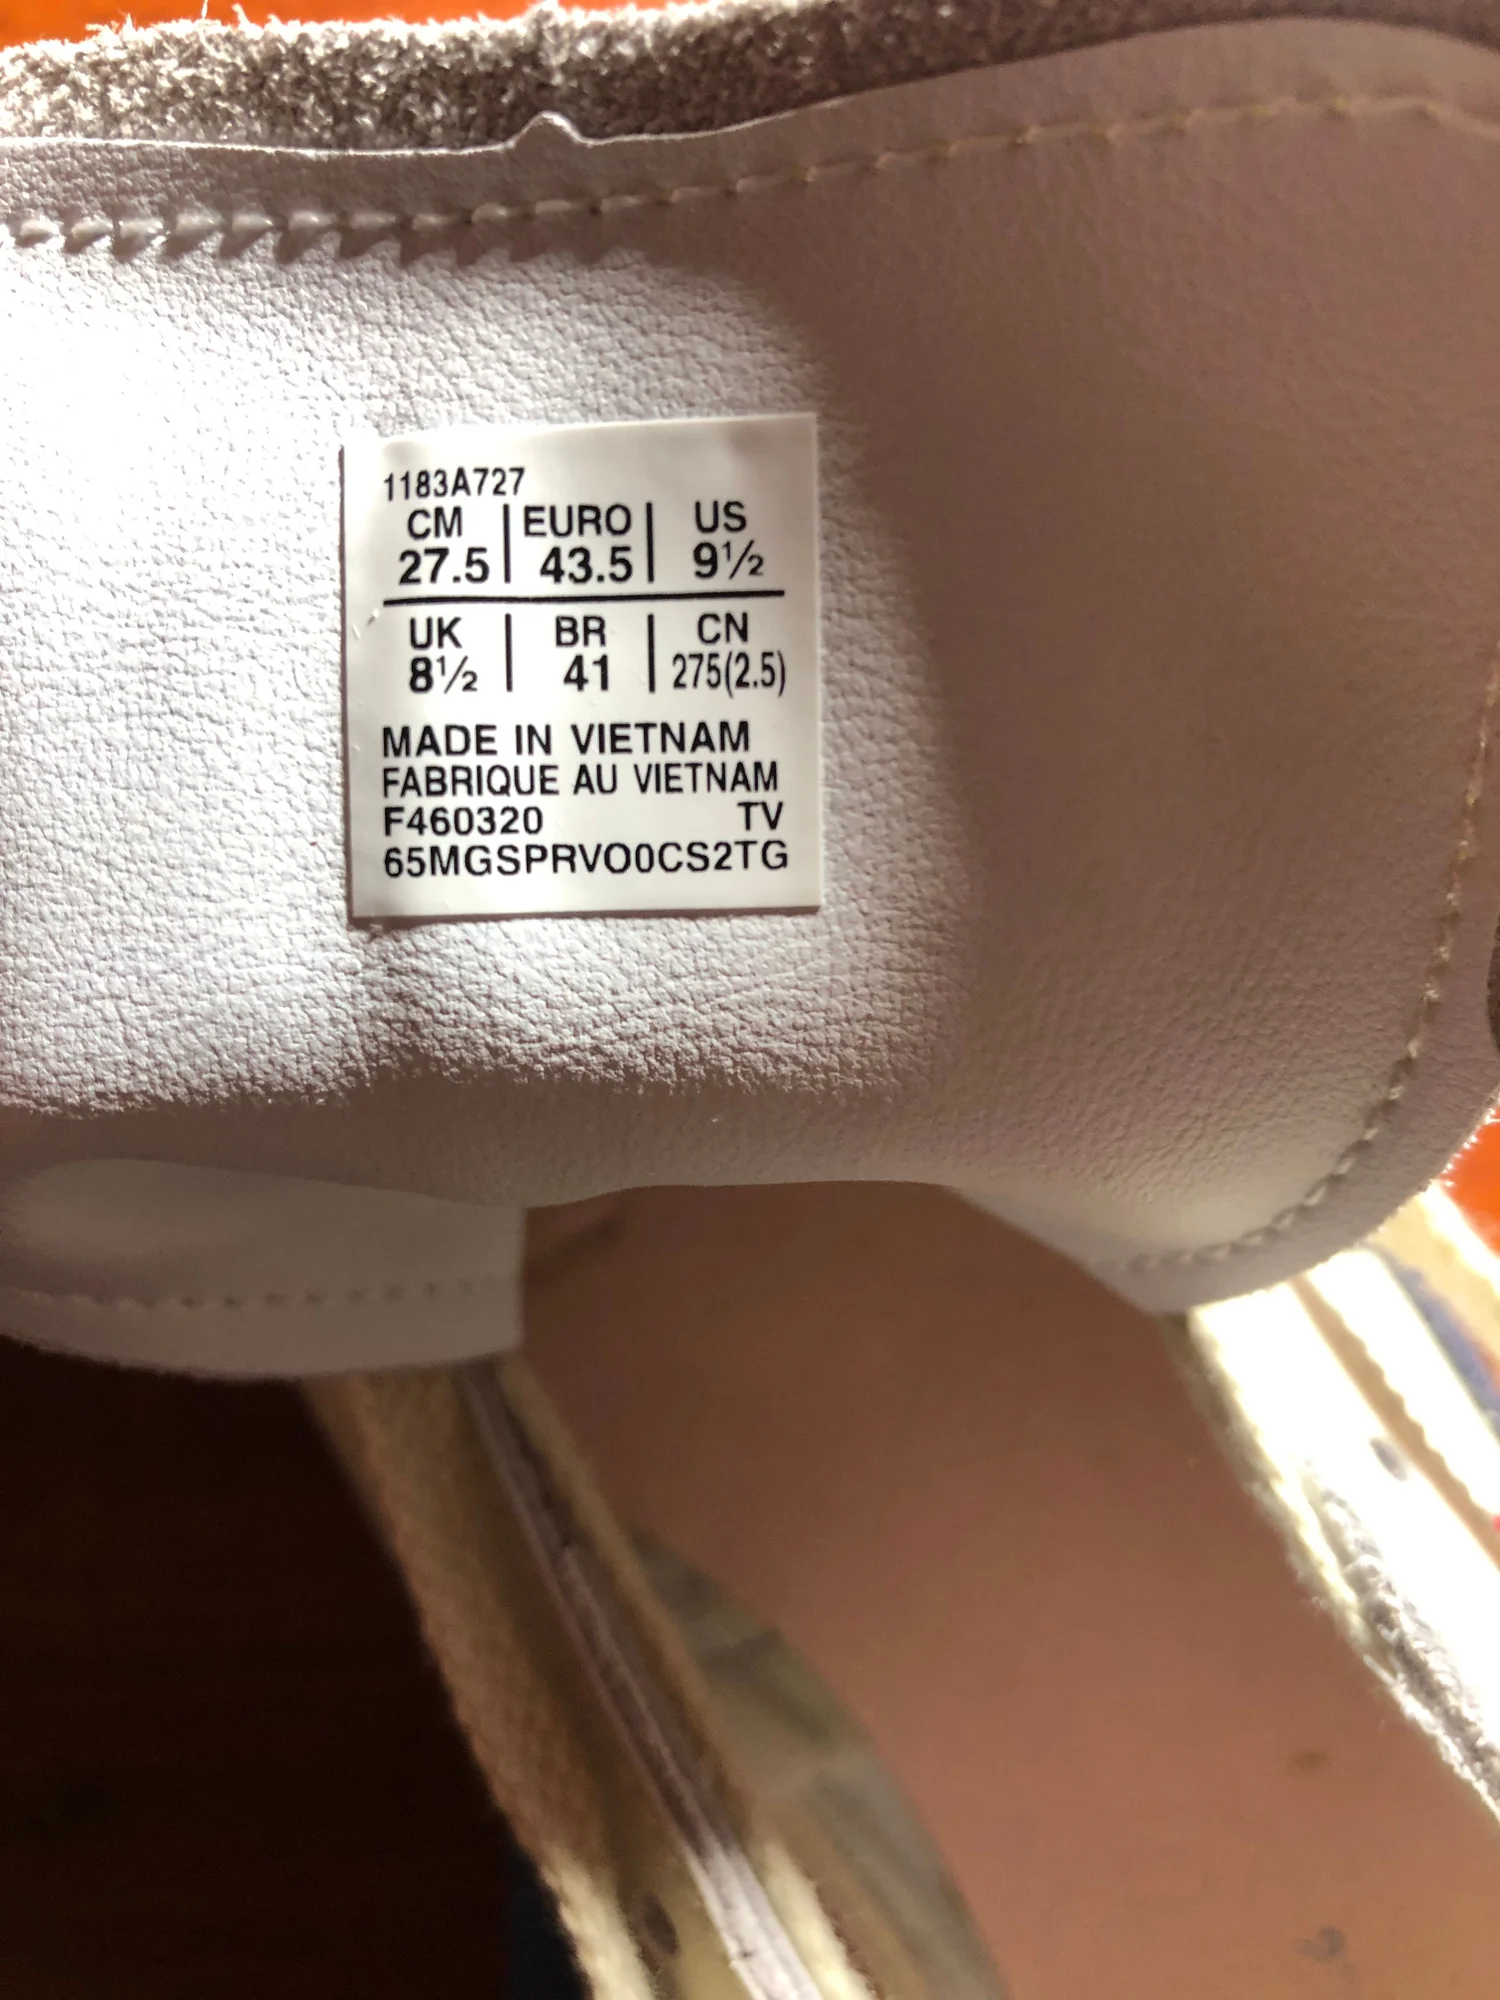 1183A727
CM | EURO | US
27.5 | 43.5 | 9½
UK | BR | CN
8½ | 41 | 275(2.5)
MADE IN VIETNAM
FABRIQUE AU VIETNAM
F460320 TV
65MGSPRVO0CS2TG